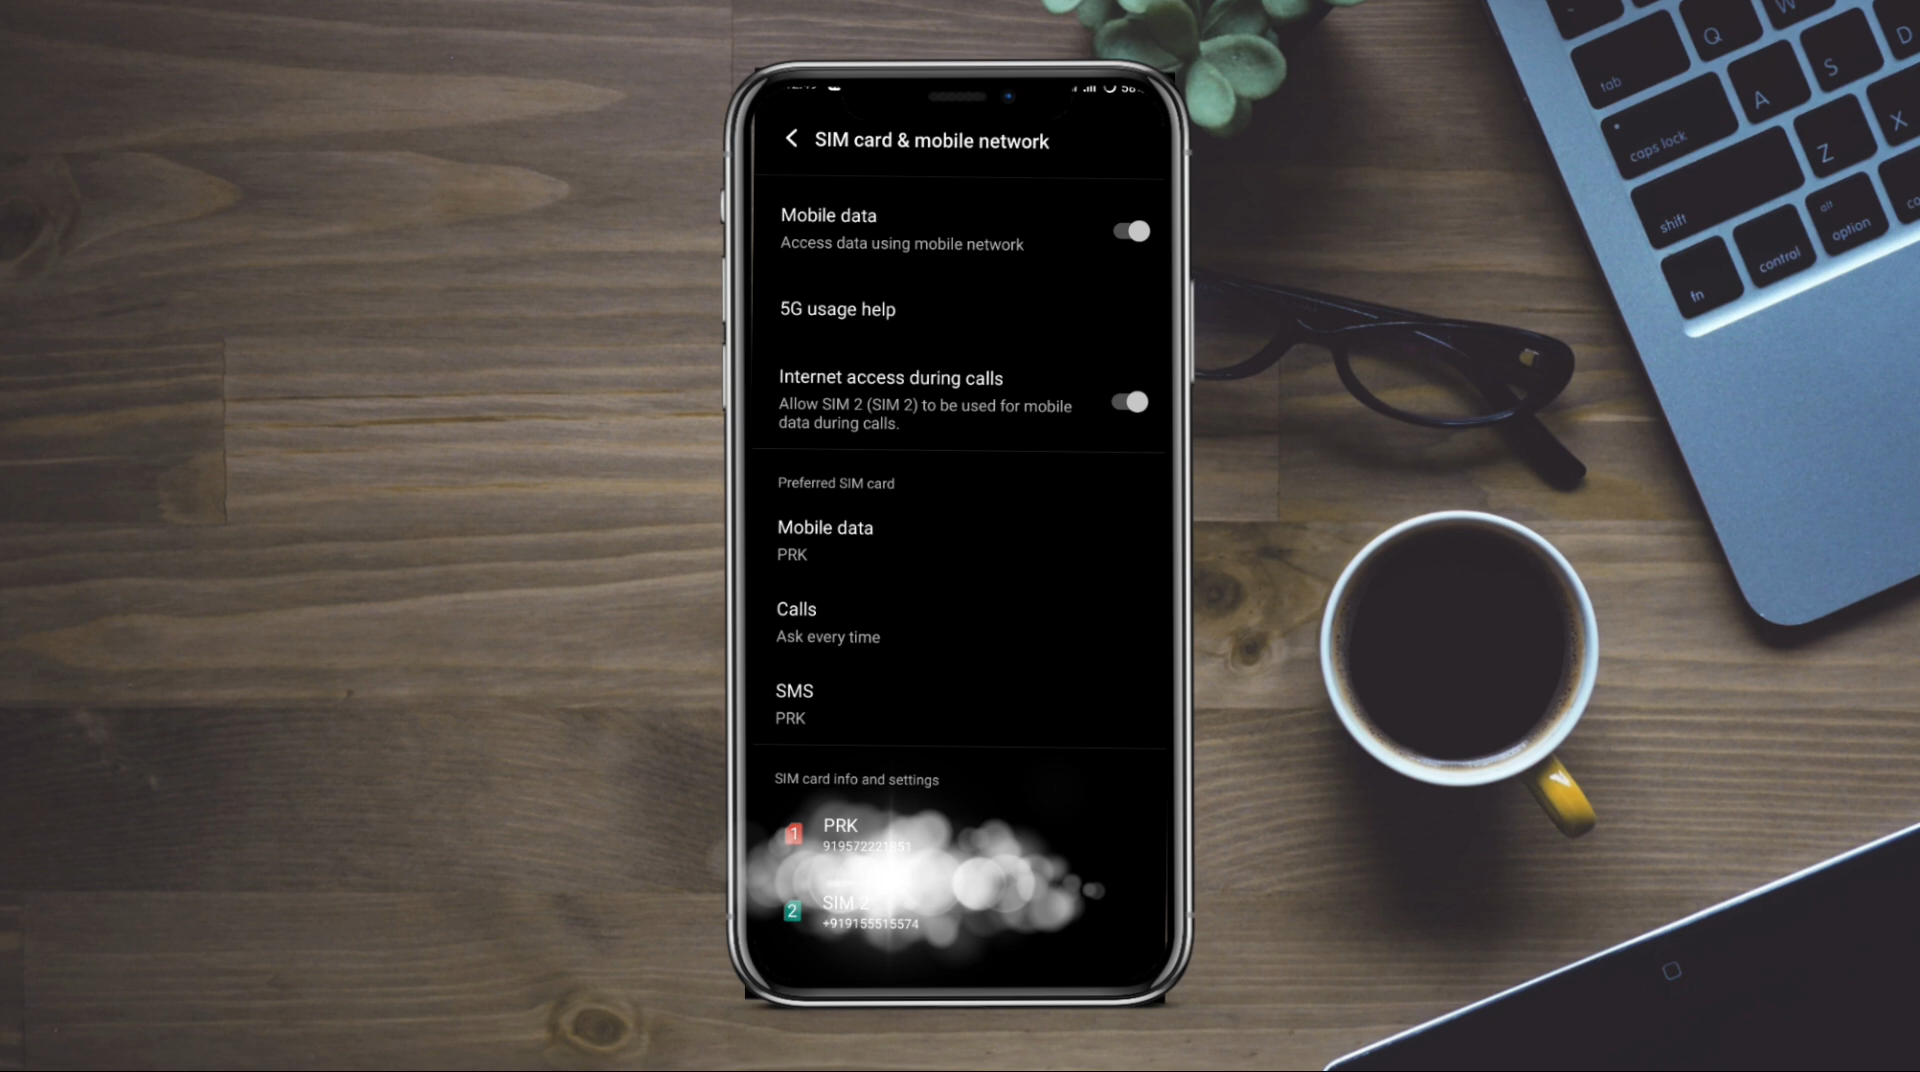 SIM card & mobile network
Mobile data
Access data using mobile network
5G usage help
Internet access during calls
Allow SIM 2 (SIM 2) to be used for mobile
data during calls.
Preferred SIM card
Mobile data
PRK
Calls
Ask every time
SMS
PRK
SIM card info and settings
1 PRK
2 SIM 2
+919155515574
Q
W
tab
A
S
D
caps lock
Z
X
shift
fn
control
alt
option